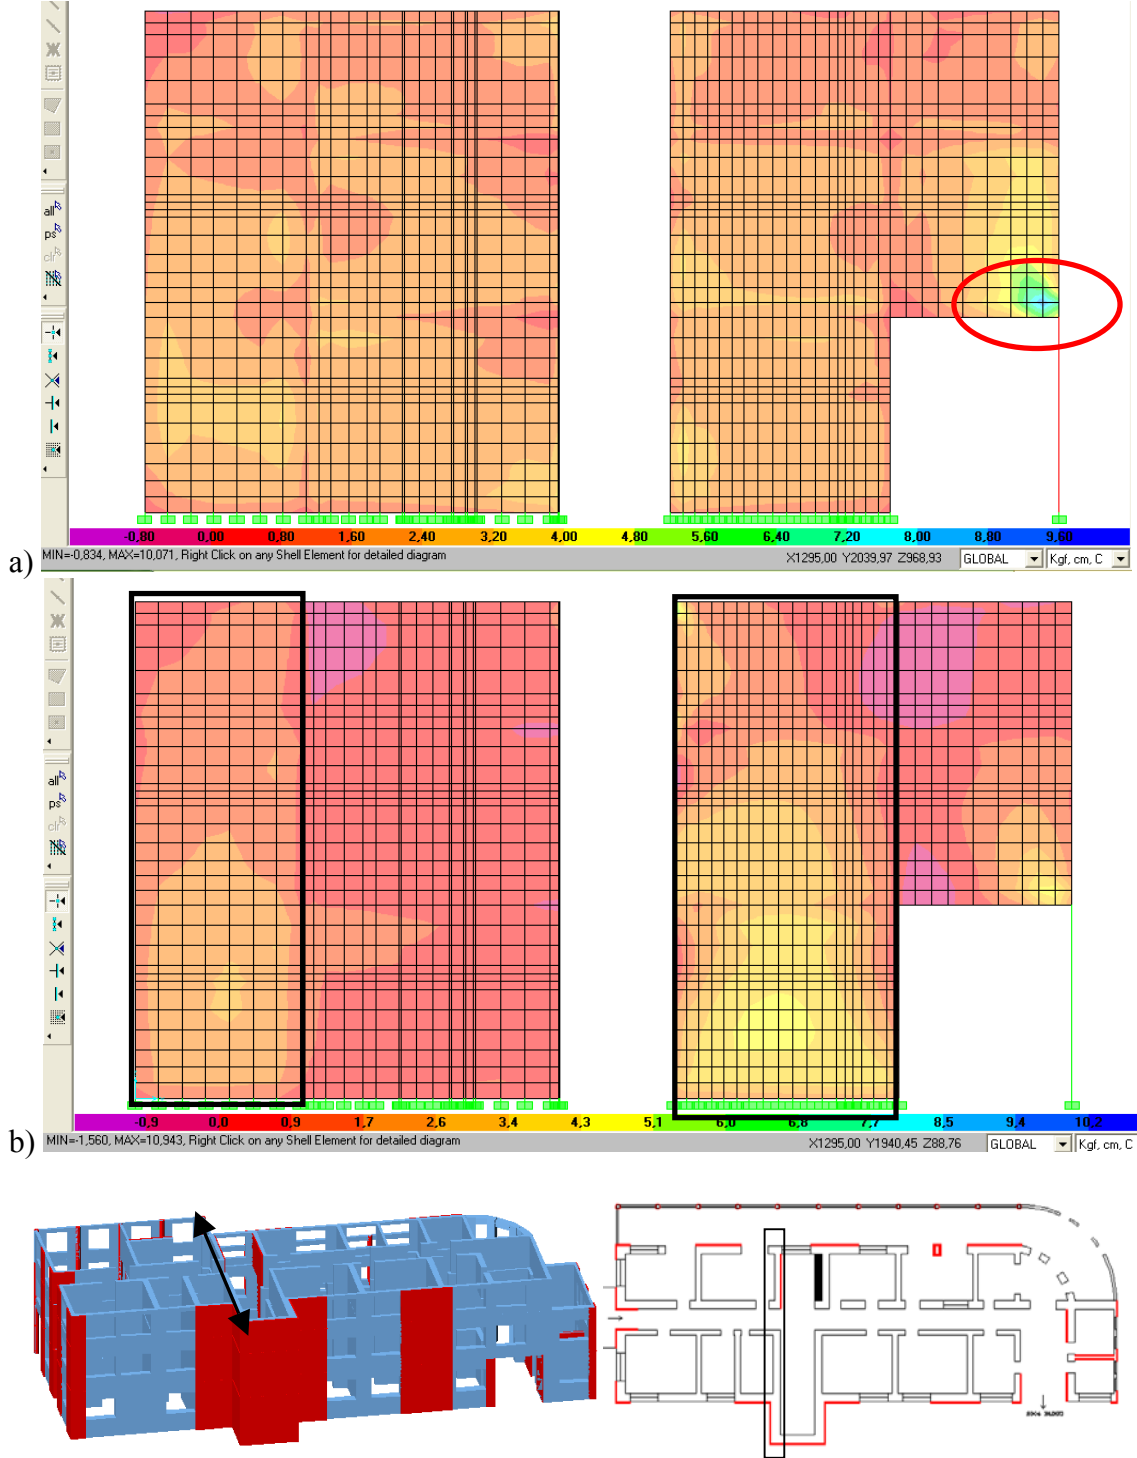 all
ps
clr
-0,80 0,00 0,80 1,60 2,40 3,20 4,00 4,80 5,60 6,40 7,20 8,00 8,80 9,60
a) MIN=-0,834, MAX=10,071, Right Click on any Shell Element for detailed diagram X1295,00 Y2039,97 Z968,93 GLOBAL Kgf, cm, C
all
ps
clr
-0,9 0,0 0,9 1,7 2,6 3,4 4,3 5,1 6,0 6,8 7,7 8,5 9,4 10,2
b) MIN=-1,560, MAX=10,943, Right Click on any Shell Element for detailed diagram X1295,00 Y1940,45 Z88,76 GLOBAL Kgf, cm, C